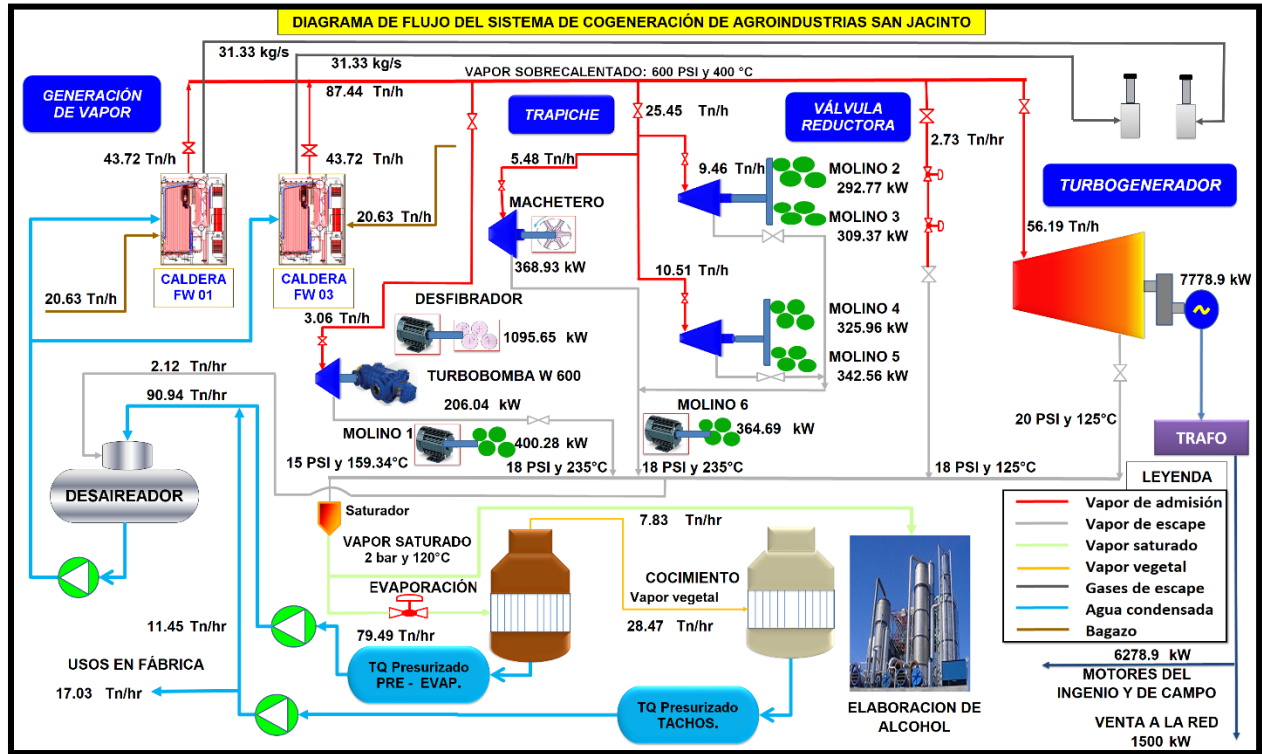 DIAGRAMA DE FLUJO DEL SISTEMA DE COGENERACIÓN DE AGROINDUSTRIAS SAN JACINTO
31.33 kg/s
31.33 kg/s
VAPOR SOBRECALENTADO: 600 PSI y 400 °C
GENERACIÓN
DE VAPOR
87.44 Tn/h
TRAPICHE
25.45 Tn/h
VÁLVULA
REDUCTORA
2.73 Tn/hr
43.72 Tn/h
43.72 Tn/h
5.48 Tn/h
9.46 Tn/h
MOLINO 2
292.77 kW
MOLINO 3
309.37 kW
TURBOGENERADOR
MACHETERO
368.93 kW
20.63 Tn/h
56.19 Tn/h
CALDERA
FW 01
CALDERA
FW 03
20.63 Tn/h
10.51 Tn/h
7778.9 kW
~
3.06 Tn/h
DESFIBRADOR
1095.65 kW
MOLINO 4
325.96 kW
MOLINO 5
342.56 kW
TURBOBOMBA W 600
206.04 kW
2.12 Tn/hr
90.94 Tn/hr
MOLINO 1
400.28 kW
MOLINO 6
364.69 kW
20 PSI y 125°C
TRAFO
15 PSI y 159.34°C
18 PSI y 235°C
18 PSI y 235°C
18 PSI y 125°C
DESAIREADOR
Saturador
7.83 Tn/hr
VAPOR SATURADO
2 bar y 120°C
EVAPORACIÓN
COCIMIENTO
Vapor vegetal
28.47 Tn/hr
LEYENDA
Vapor de admisión
Vapor de escape
Vapor saturado
Vapor vegetal
Gases de escape
Agua condensada
Bagazo
11.45 Tn/hr
79.49 Tn/hr
USOS EN FÁBRICA
17.03 Tn/hr
TQ Presurizado
PRE - EVAP.
TQ Presurizado
TACHOS.
ELABORACION DE
ALCOHOL
6278.9 kW
MOTORES DEL
INGENIO Y DE CAMPO
VENTA A LA RED
1500 kW